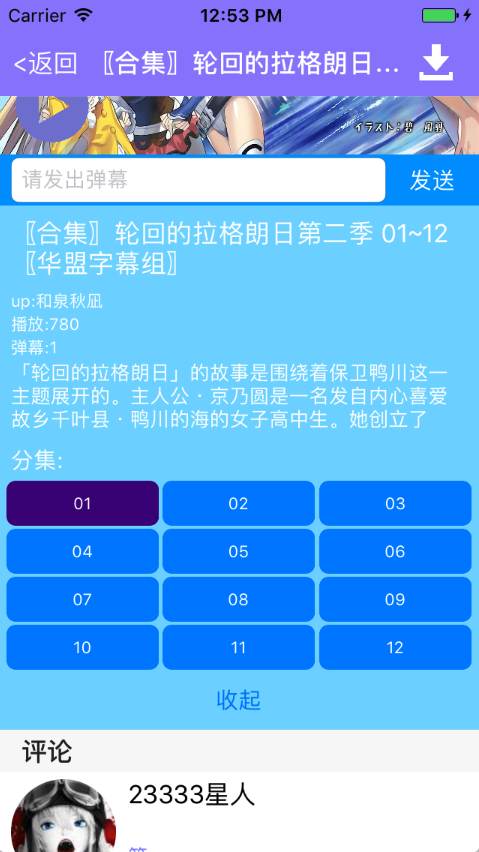 Carrier 12:53 PM
<返回 〖合集〗轮回的拉格朗日...
イラスト:碧 風羽
请发出弹幕 发送
〖合集〗轮回的拉格朗日第二季 01~12
〖华盟字幕组〗
up:和泉秋凪
播放:780
弹幕:1
「轮回的拉格朗日」的故事是围绕着保卫鸭川这一
主题展开的。主人公·京乃圆是一名发自内心喜爱
故乡千叶县·鸭川的海的女子高中生。她创立了
分集:
01 02 03
04 05 06
07 08 09
10 11 12
收起
评论
23333星人